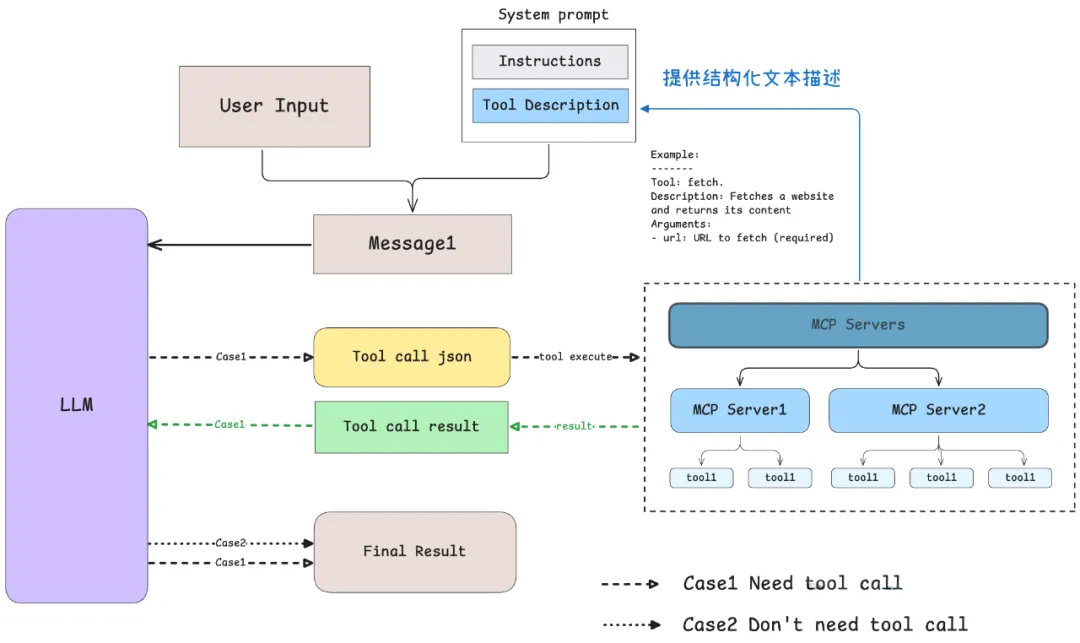 System prompt
Instructions
User Input
Tool Description
提供结构化文本描述
Example:
-------
Tool: fetch.
Description: Fetches a website
and returns its content
Arguments:
- url: URL to fetch (required)
Message1
MCP Servers
Case1
Tool call json
tool execute
LLM
MCP Server1
MCP Server2
Case1
Tool call result
result
tool1
tool1
tool1
tool1
tool1
Case2
Final Result
Case1
Case1 Need tool call
Case2 Don't need tool call